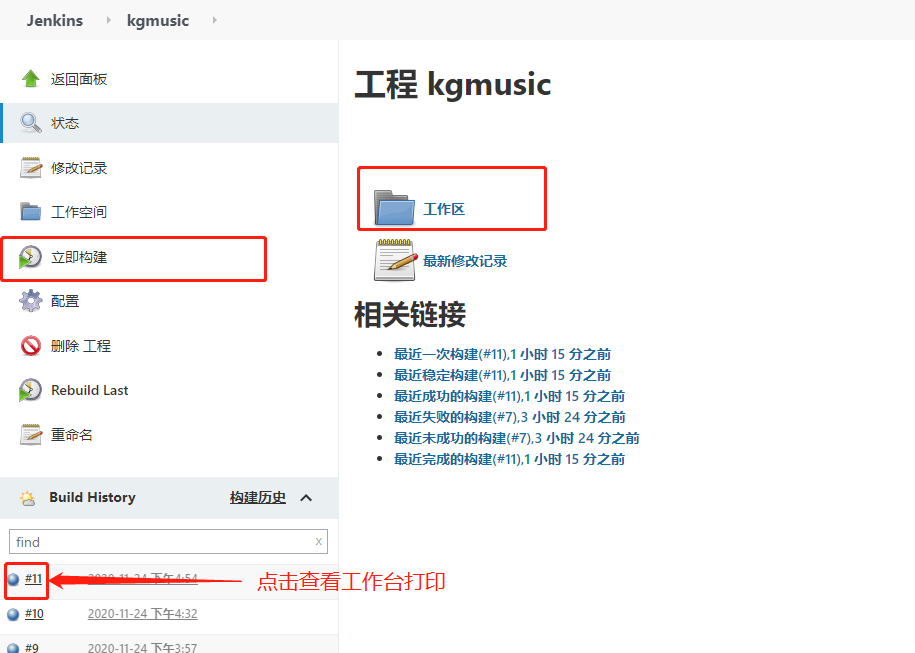 Jenkins
kgmusic
返回面板
状态
修改记录
工作空间
立即构建
配置
删除 工程
Rebuild Last
重命名
Build History
构建历史
find
x
#11
2020-11-24 下午4:54
#10
2020-11-24 下午4:32
#9
2020-11-24 下午3:57
工程 kgmusic
工作区
最新修改记录
相关链接
最近一次构建(#11),1 小时 15 分之前
最近稳定构建(#11),1 小时 15 分之前
最近成功的构建(#11),1 小时 15 分之前
最近失败的构建(#7),3 小时 24 分之前
最近未成功的构建(#7),3 小时 24 分之前
最近完成的构建(#11),1 小时 15 分之前
点击查看工作台打印